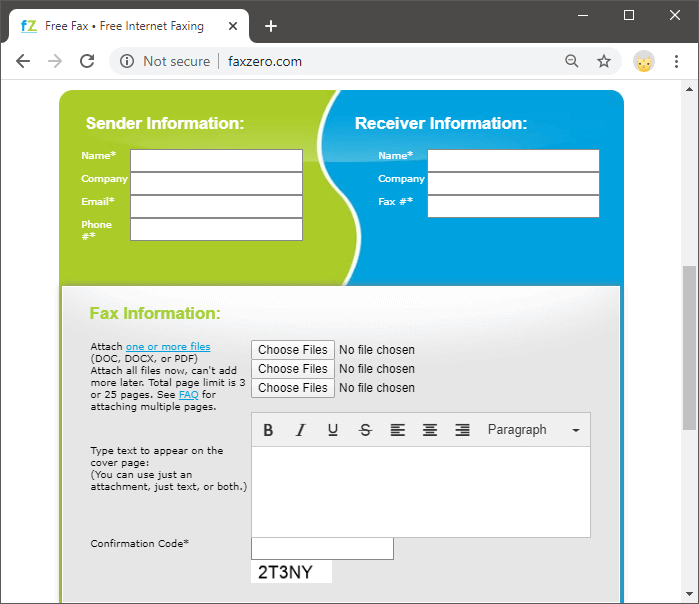 fZ Free Fax • Free Internet Faxing
Not secure faxzero.com
Sender Information:
Name*
Company
Email*
Phone
#*
Receiver Information:
Name*
Company
Fax #*
Fax Information:
Attach one or more files
(DOC, DOCX, or PDF)
Attach all files now, can't add
more later. Total page limit is 3
or 25 pages. See FAQ for
attaching multiple pages.
Choose Files No file chosen
Choose Files No file chosen
Choose Files No file chosen
B I U S Paragraph
Type text to appear on the
cover page:
(You can use just an
attachment, just text, or both.)
Confirmation Code*
2T3NY